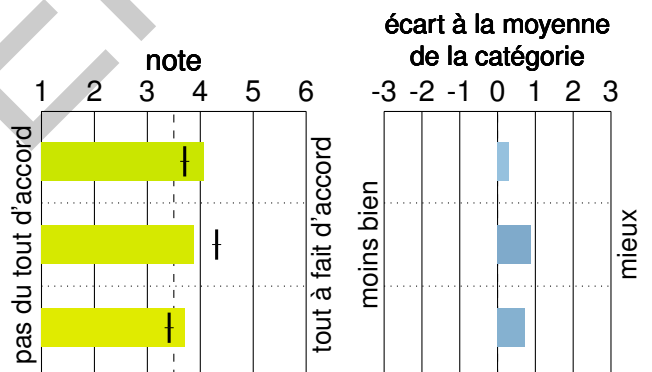 note
1 2 3 4 5 6
pas du tout d'accord
tout à fait d'accord
écart à la moyenne
de la catégorie
-3 -2 -1 0 1 2 3
moins bien
mieux